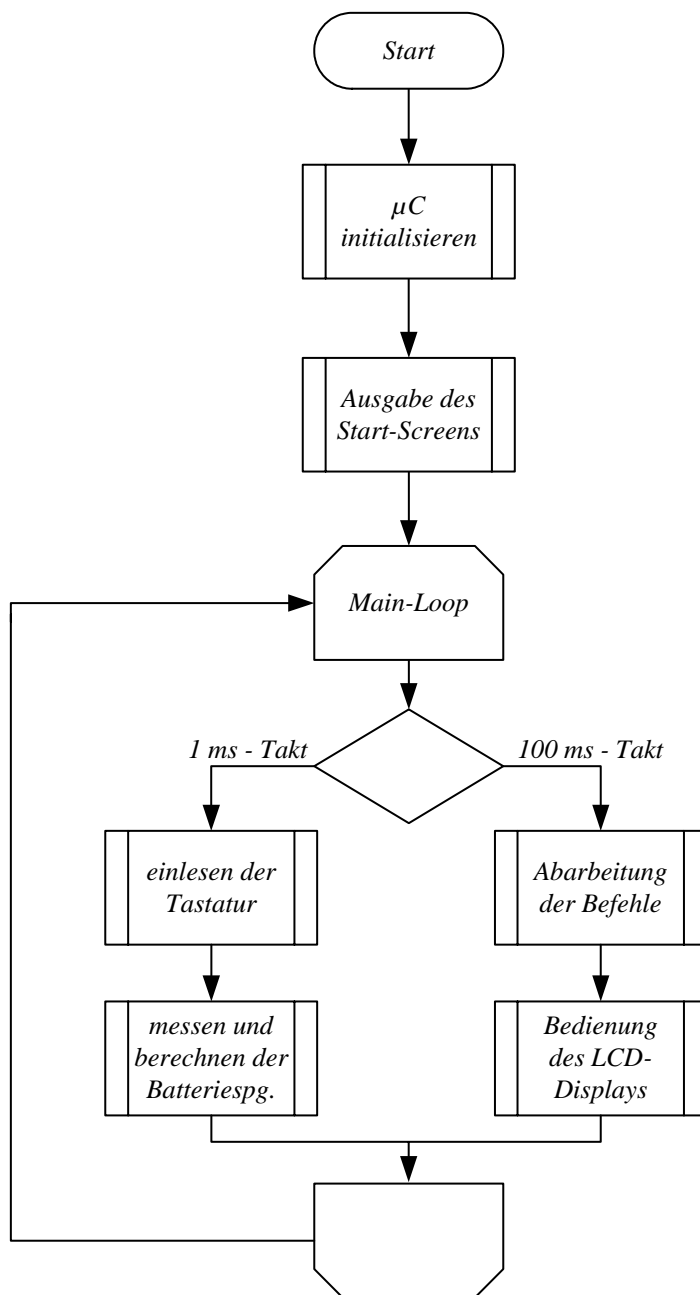 Start
µC
initialisieren
Ausgabe des
Start-Screens
Main-Loop
1 ms - Takt
100 ms - Takt
einlesen der
Tastatur
Abarbeitung
der Befehle
messen und
berechnen der
Batteriespg.
Bedienung
des LCD-
Displays